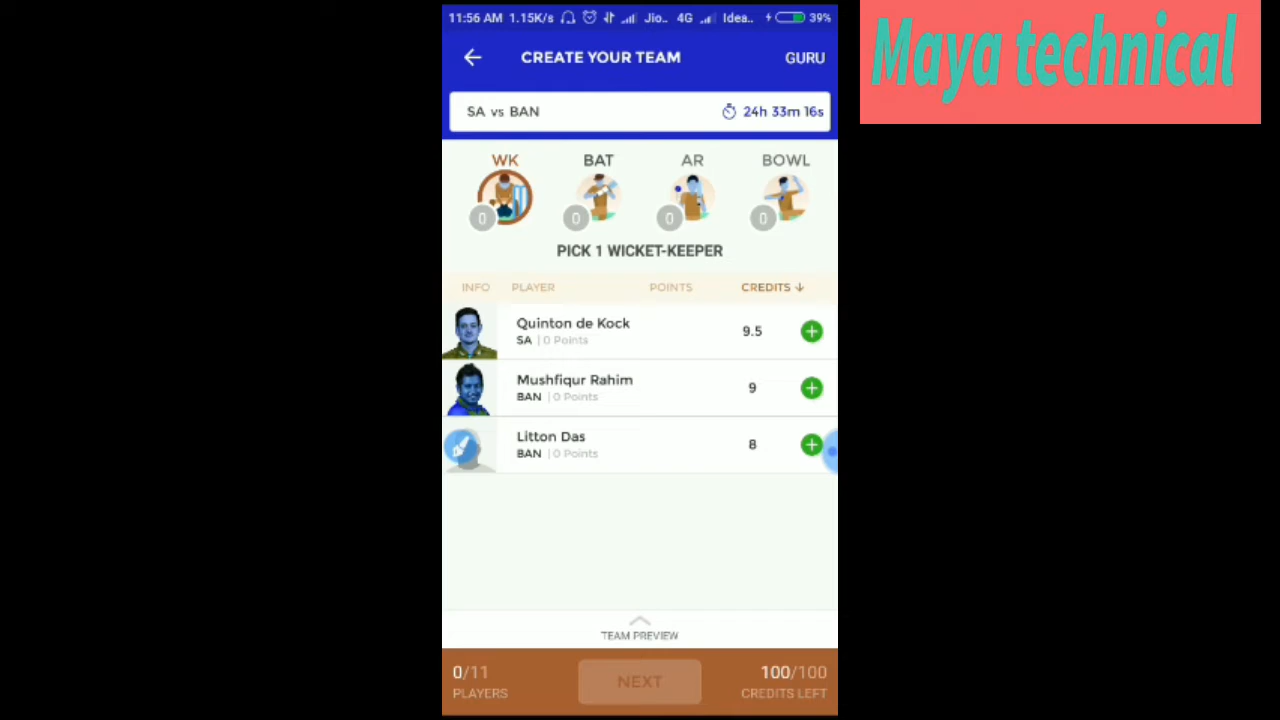 11:56 AM 1.15K/s Jio.. 4G Idea.. 39%
Maya technical
CREATE YOUR TEAM GURU
SA vs BAN 24h 33m 16s
WK BAT AR BOWL
0 0 0 0
PICK 1 WICKET-KEEPER
INFO PLAYER POINTS CREDITS ↓
Quinton de Kock 9.5
SA | 0 Points
Mushfiqur Rahim 9
BAN | 0 Points
Litton Das 8
BAN | 0 Points
TEAM PREVIEW
0/11 NEXT 100/100
PLAYERS CREDITS LEFT